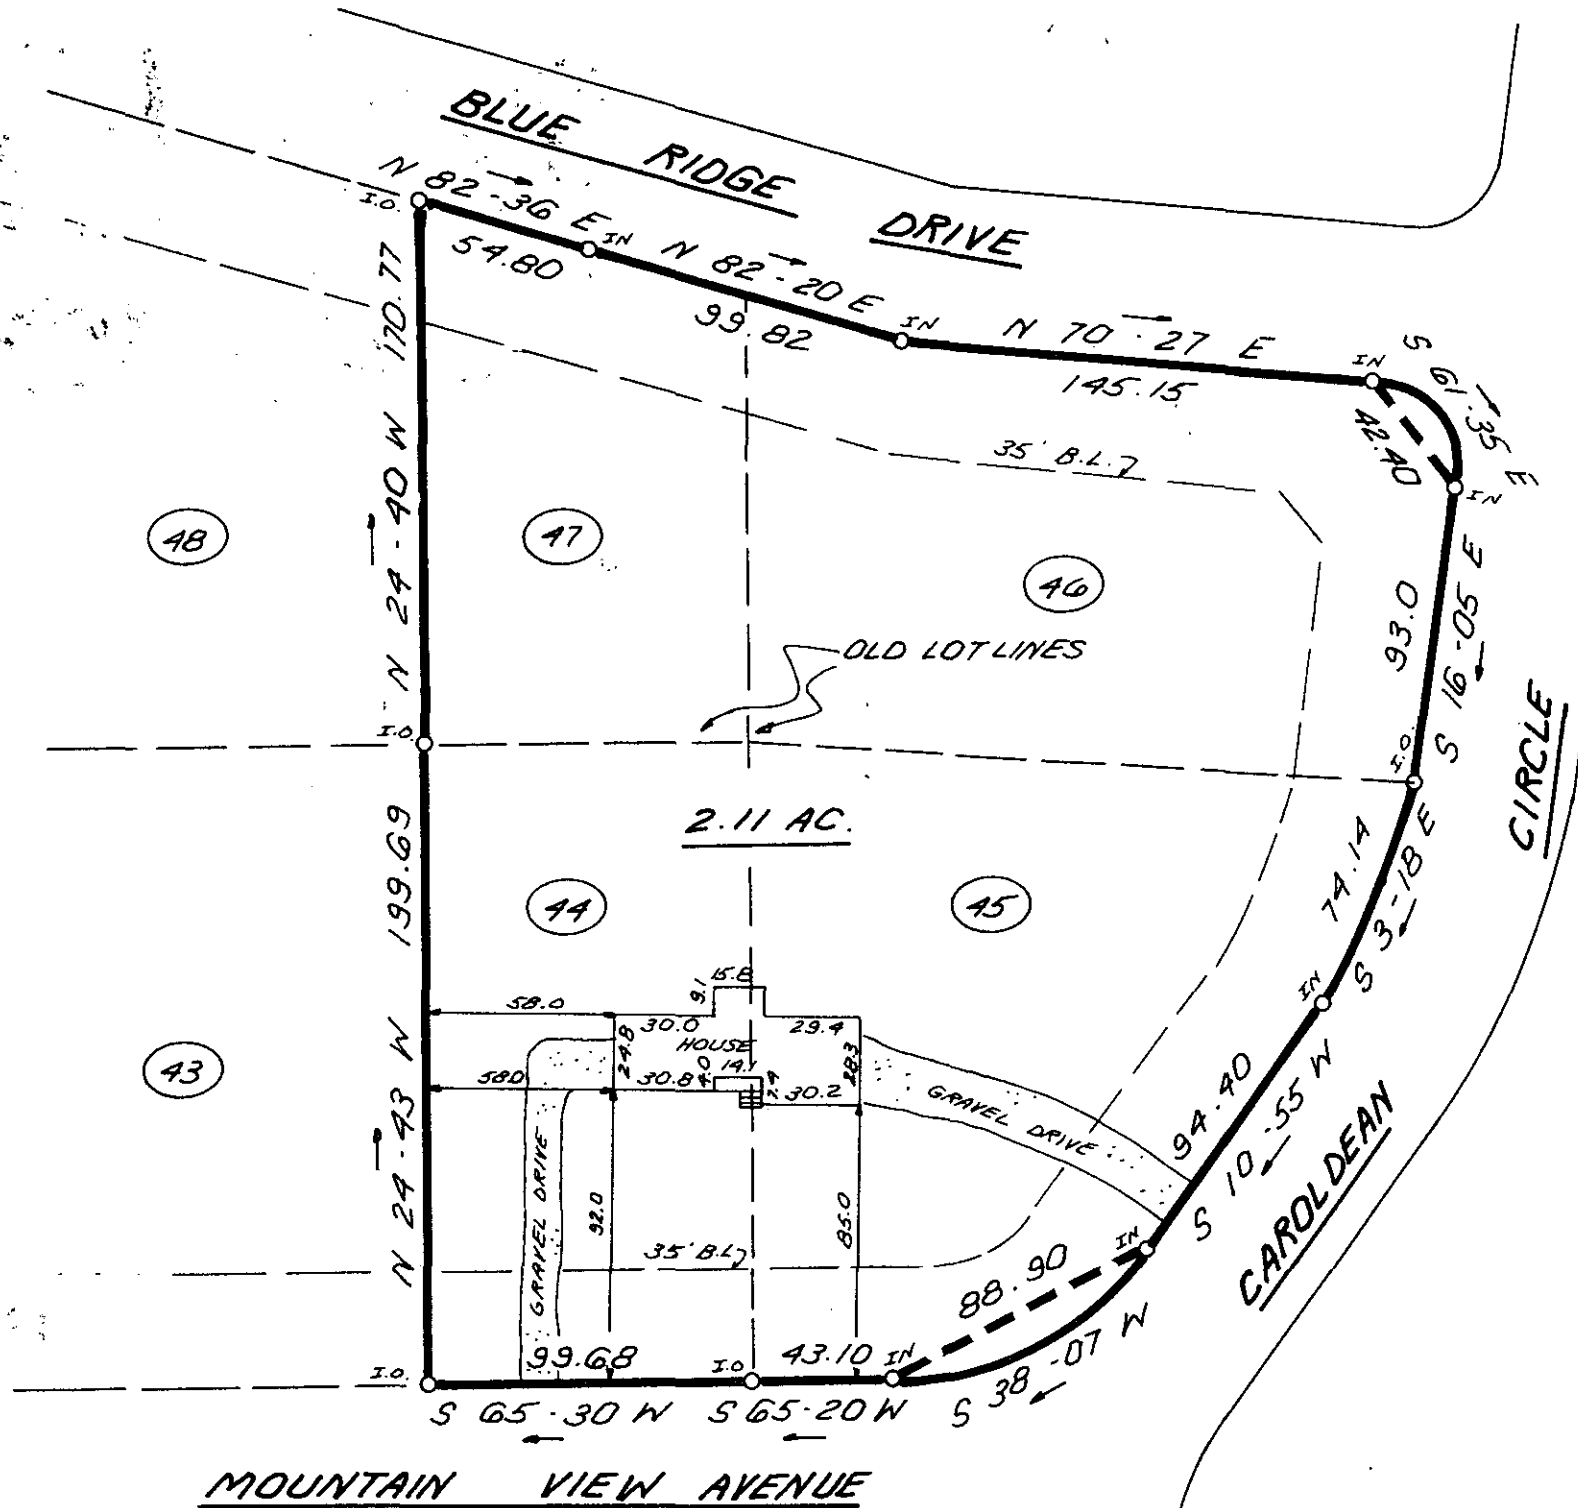 BLUE RIDGE DRIVE
N 82-36 E
I.O.
54.80
IN
N 82-20 E
99.82
IN
N 70-27 E
145.15
IN
S 61-35 E
42.40
IN
35' B.L.
N 24-40 W 170.77
48
47
46
93.0
S 16-05 E
OLD LOT LINES
I.O.
I.O.
CIRCLE
2.11 AC.
74.14
S 3-18 E
44
45
IN
43
N 24-43 W 199.69
58.0
9.1
15.8
30.0
29.4
24.8
HOUSE
28.3
58.0
30.8
4.0
14.1
2.4
30.2
GRAVEL DRIVE
94.40
S 10-55 W
CAROLDEAN
GRAVEL DRIVE
92.0
85.0
35' B.L.
IN
88.90
S 38-07 W
I.O.
99.68
I.O.
43.10
IN
S 65-30 W
S 65-20 W
MOUNTAIN VIEW AVENUE